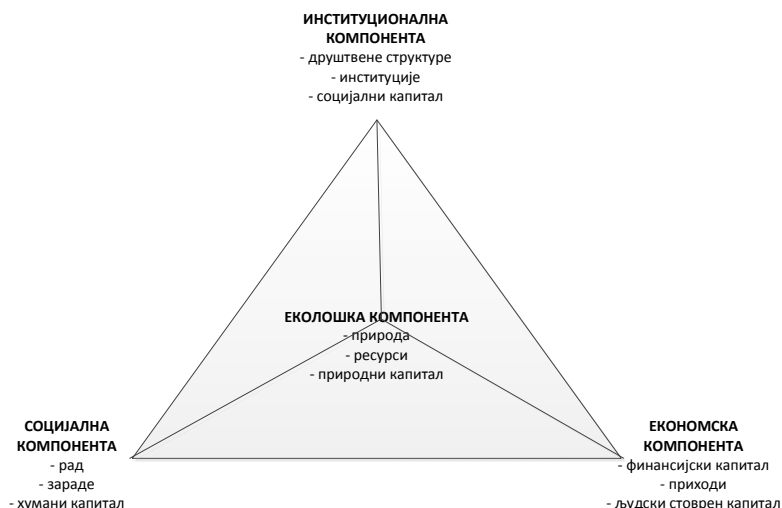 ИНСТИТУЦИОНАЛНА
КОМПОНЕНТА
- друштвене структуре
- институције
- социјални капитал
ЕКОЛОШКА КОМПОНЕНТА
- природа
- ресурси
- природни капитал
СОЦИЈАЛНА
КОМПОНЕНТА
- рад
- зараде
- хумани капитал
ЕКОНОМСКА
КОМПОНЕНТА
- финансијски капитал
- приходи
- људски стоврен капитал